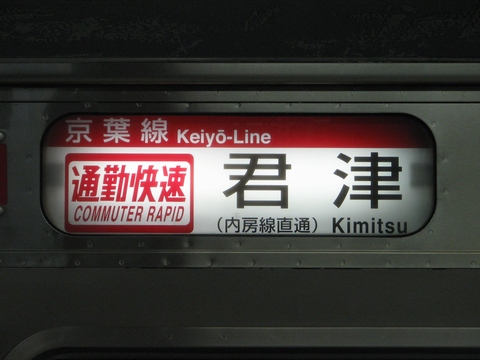 京葉線 Keiyō-Line
通勤快速
COMMUTER RAPID
君津
(内房線直通) Kimitsu